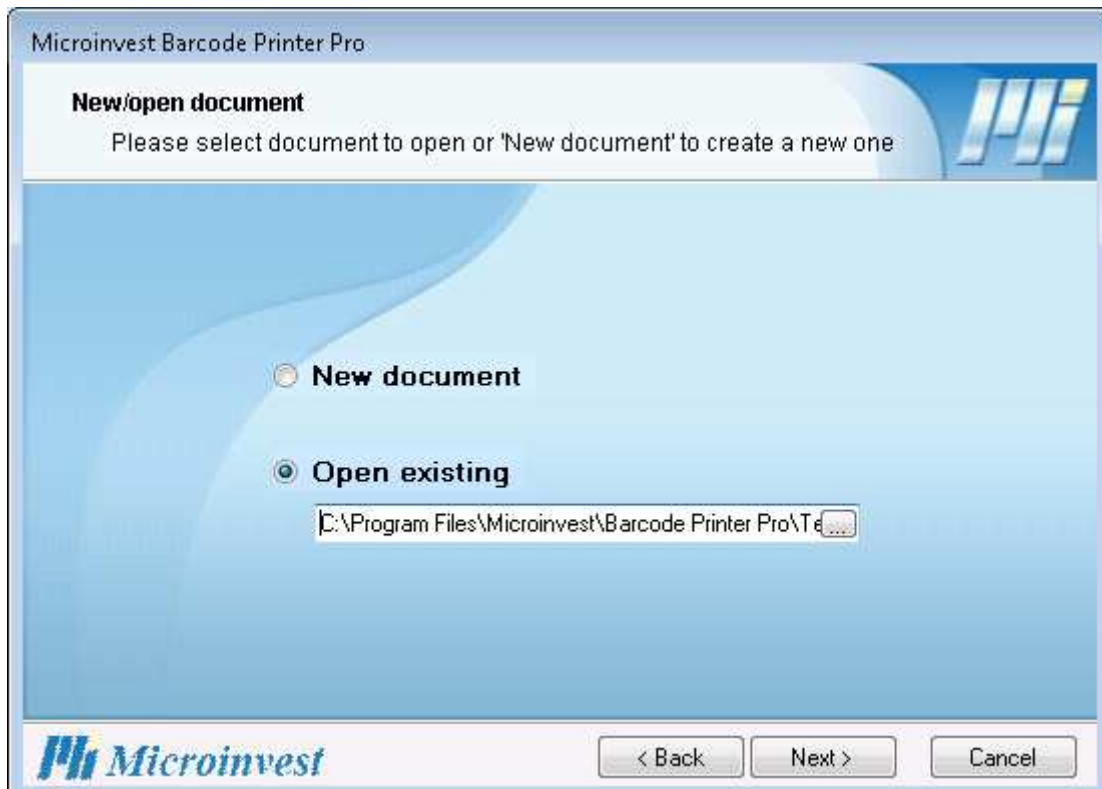 Microinvest Barcode Printer Pro
New/open document
Please select document to open or 'New document' to create a new one
New document
Open existing
C:\Program Files\Microinvest\Barcode Printer Pro\Te
...
Microinvest
< Back Next > Cancel